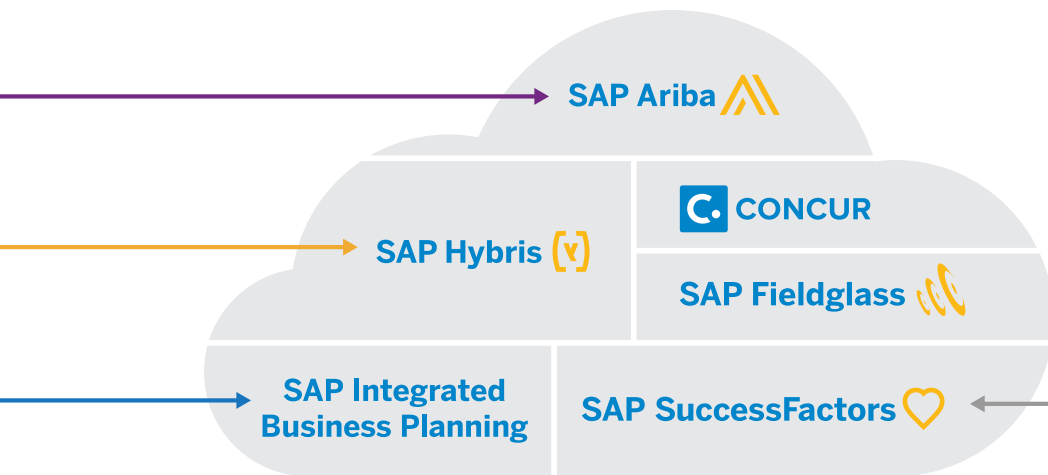 SAP Ariba
C. CONCUR
SAP Hybris (y)
SAP Fieldglass
SAP Integrated
Business Planning
SAP SuccessFactors